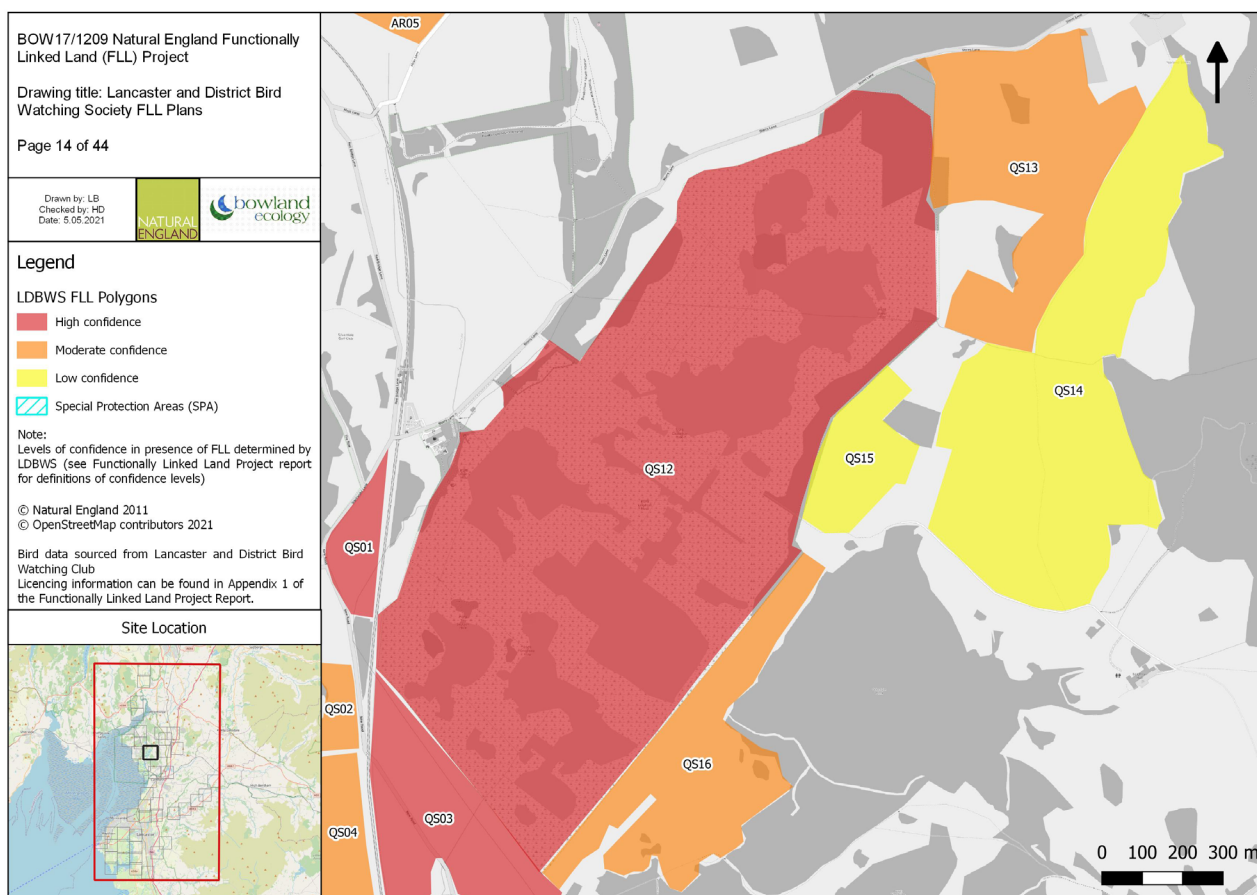 BOW17/1209 Natural England Functionally
Linked Land (FLL) Project
Drawing title: Lancaster and District Bird
Watching Society FLL Plans
Page 14 of 44
Drawn by: LB
Checked by: HD
Date: 5.05.2021
NATURAL
ENGLAND
bowland
ecology
Legend
LDBWS FLL Polygons
High confidence
Moderate confidence
Low confidence
Special Protection Areas (SPA)
Note:
Levels of confidence in presence of FLL determined by
LDBWS (see Functionally Linked Land Project report
for definitions of confidence levels)
© Natural England 2011
© OpenStreetMap contributors 2021
Bird data sourced from Lancaster and District Bird
Watching Club
Licencing information can be found in Appendix 1 of
the Functionally Linked Land Project Report.
Site Location
AR05
QS13
QS14
QS12
QS15
QS01
QS02
QS16
QS03
QS04
0 100 200 300 m